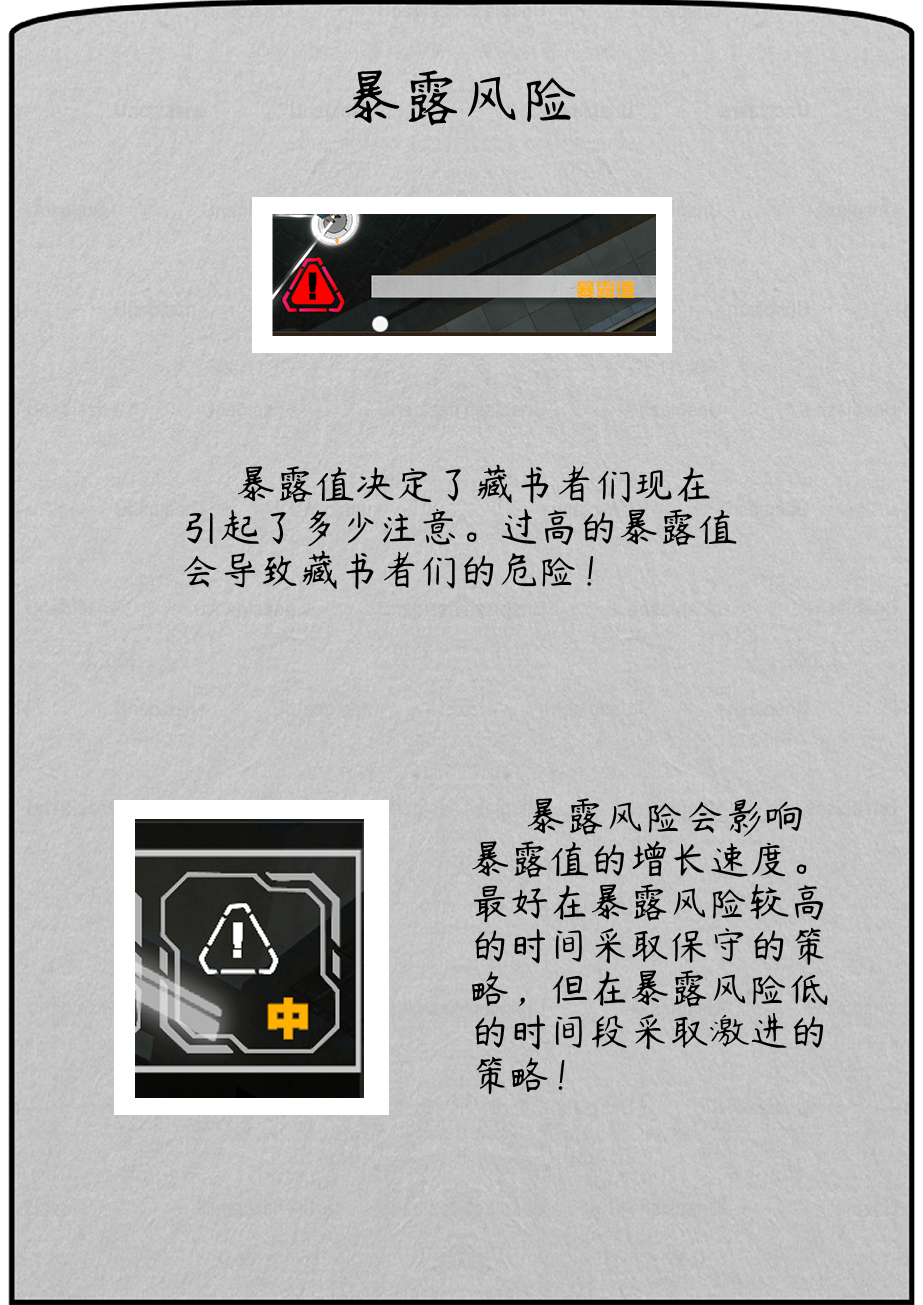 暴露风险
暴露值
暴露值决定了藏书者们现在
引起了多少注意。过高的暴露值
会导致藏书者们的危险！
暴露风险会影响
暴露值的增长速度。
最好在暴露风险较高
的时间采取保守的策
略，但在暴露风险低
的时间段采取激进的
策略！
中